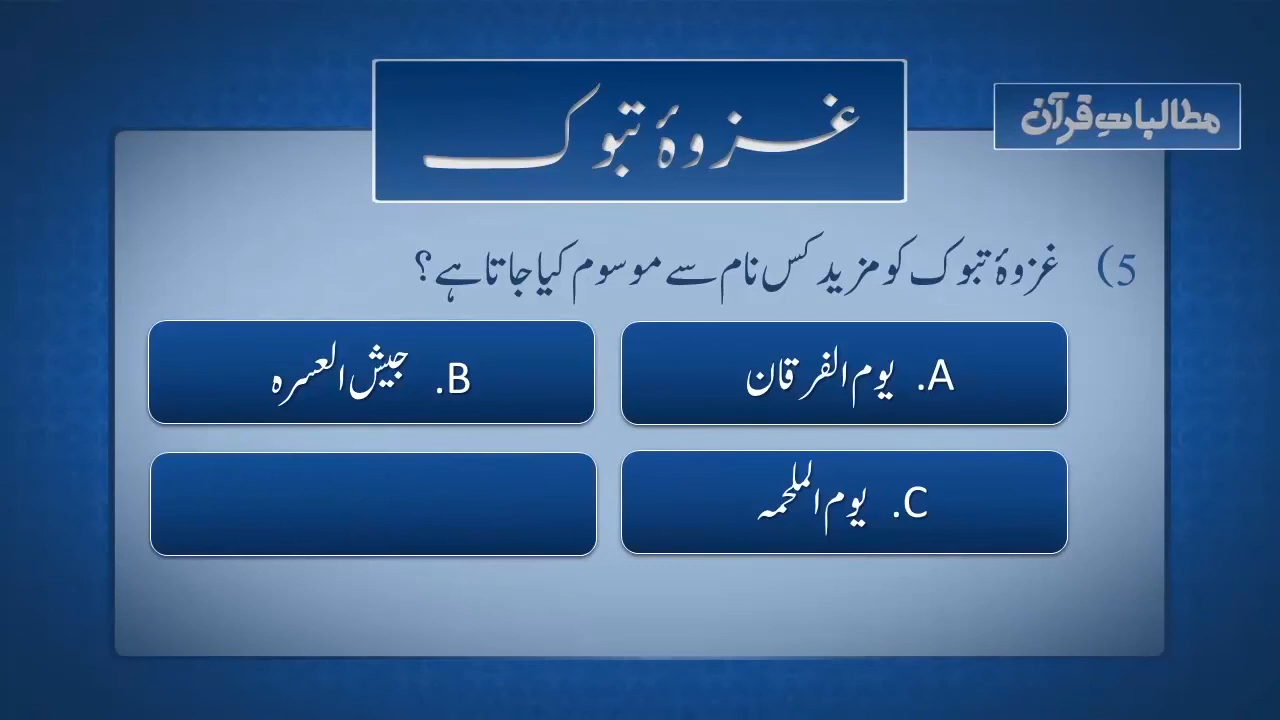 غزوۂ تبوک
مطالباتِ قرآن
5) غزوۂ تبوک کو مزید کس نام سے موسوم کیا جاتا ہے؟
A. یوم الفرقان
B. جیش العسرہ
C. یوم الملحمہ